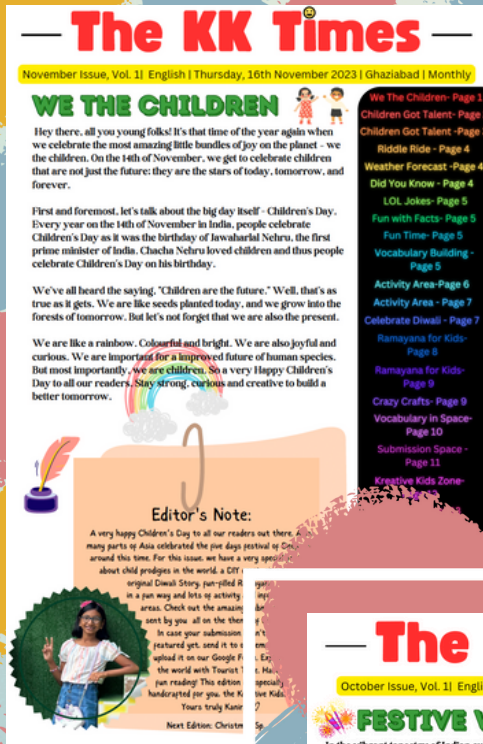 The KK Times
November Issue, Vol. 1| English | Thursday, 16th November 2023 | Ghaziabad | Monthly
WE THE CHILDREN
Hey there, all you young folks! It's that time of the year again when
we celebrate the most amazing little bundles of joy on the planet - we
the children. On the 14th of November, we get to celebrate children
that are not just the future; they are the stars of today, tomorrow, and
forever.
First and foremost, let's talk about the big day itself - Children's Day.
Every year on the 14th of November in India, people celebrate
Children's Day as it was the birthday of Jawaharlal Nehru, the first
prime minister of India. Chacha Nehru loved children and thus people
celebrate Children's Day on his birthday.
We've all heard the saying, "Children are the future." Well, that's as
true as it gets. We are like seeds planted today, and we grow into the
forests of tomorrow. But let's not forget that we are also the present.
We are like a rainbow. Colourful and bright. We are also joyful and
curious. We are important for a improved future of human species.
But most importantly, we are children. So a very Happy Children's
Day to all our readers. Stay strong, curious and creative to build a
better tomorrow.
We The Children- Page 1
Children Got Talent- Page
Children Got Talent -Page
Riddle Ride - Page 4
Weather Forecast -Page 4
Did You Know - Page 4
LOL Jokes- Page 5
Fun with Facts- Page 5
Fun Time- Page 5
Vocabulary Building -
Page 5
Activity Area-Page 6
Activity Area - Page 7
Celebrate Diwali - Page 7
Ramayana for Kids-
Page 8
Ramayana for Kids-
Page 9
Crazy Crafts- Page 9
Vocabulary in Space-
Page 10
Submission Space -
Page 11
Kreative Kids Zone-
Editor's Note:
A very happy Children's Day to all our readers out there.
many parts of Asia celebrated the five days festival of
around this time. For this issue, we have a very
about child prodigies in the world, a DIY
original Diwali Story, fun-filled
in a fun way and lots of activity
areas. Check out the amazing
sent by you all on the
In case your submission
featured yet, send it to
upload it on our Google
the world with Tourist
fun reading! This edition
handcrafted for you, the Kids
Yours truly
Next Edition:
The
October Issue, Vol. 1|
FESTIVE